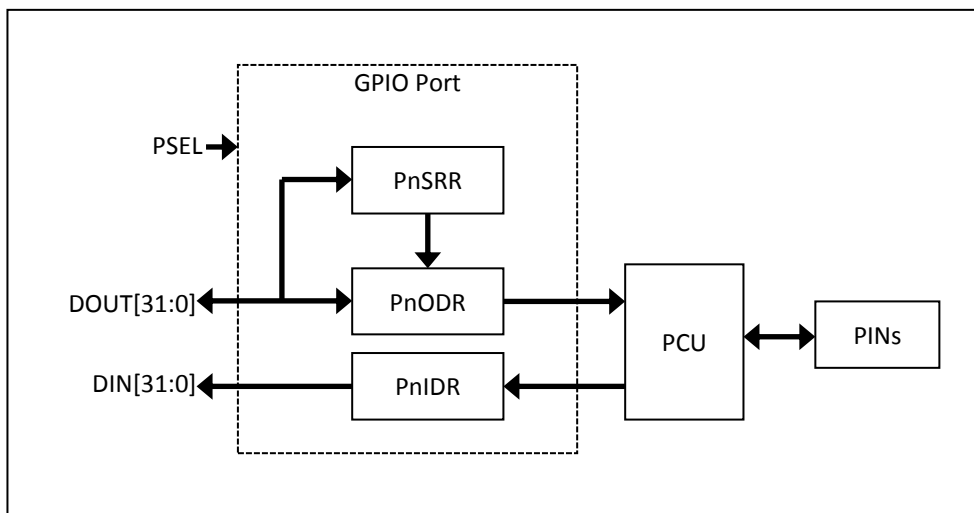 GPIO Port
PSEL
PnSRR
DOUT[31:0]
PnODR
PCU
PINs
DIN[31:0]
PnIDR